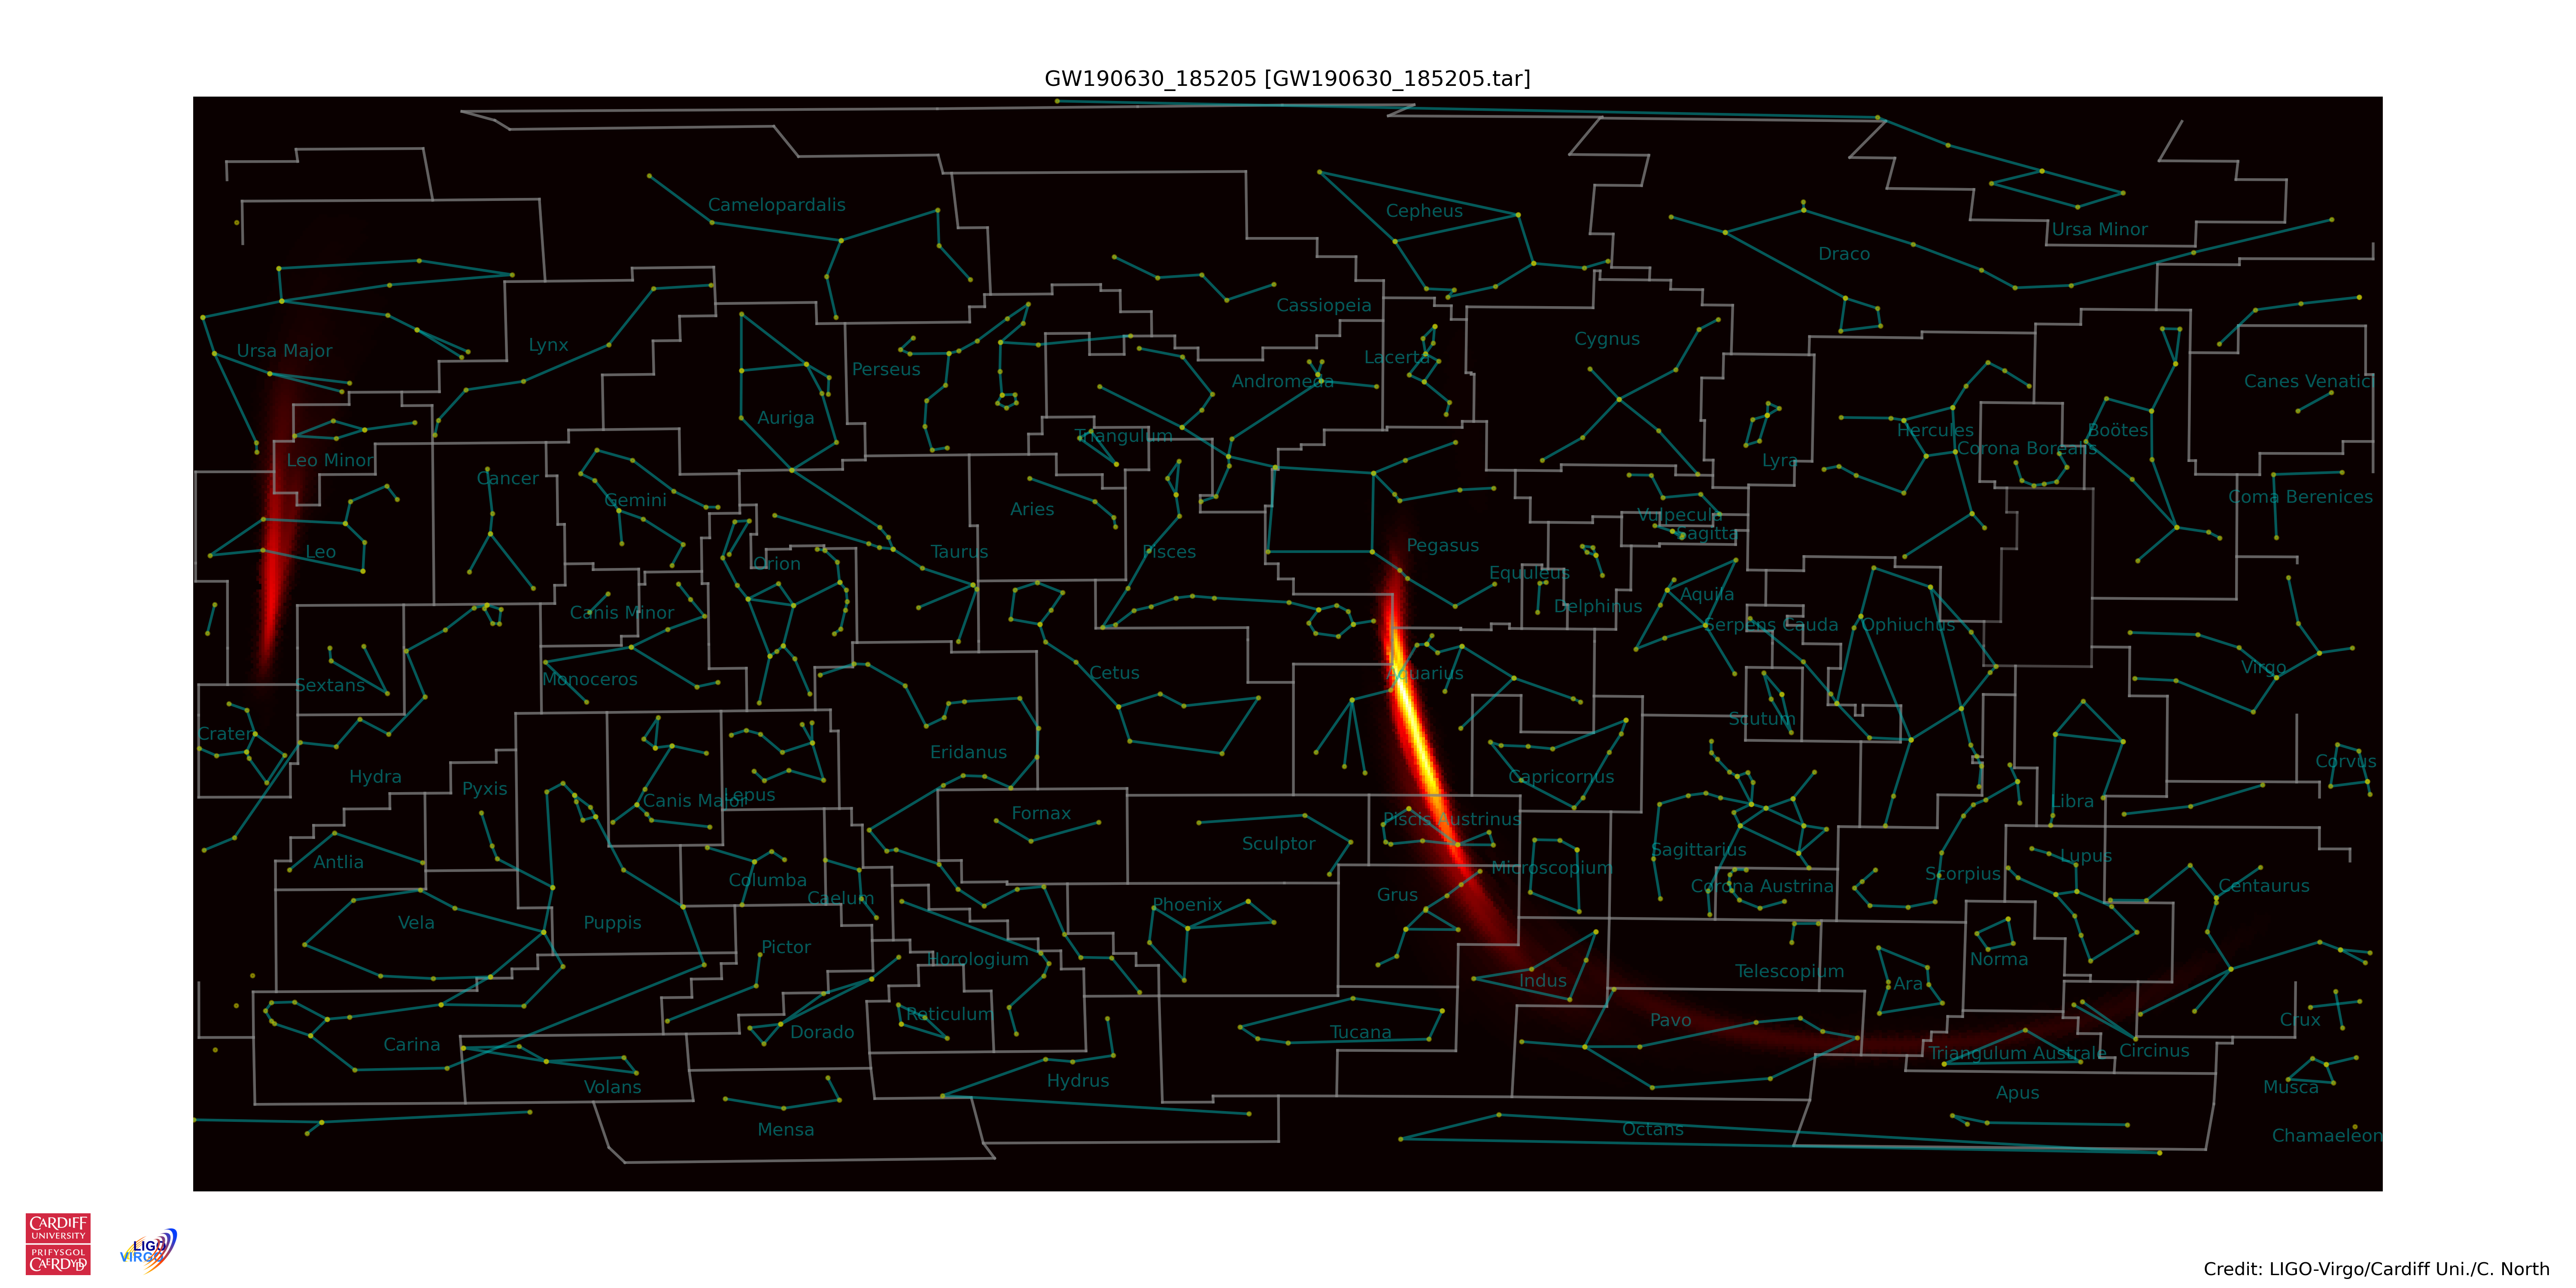 GW190630_185205 [GW190630_185205.tar]
Camelopardalis
Cepheus
Ursa Minor
Draco
Cassiopeia
Cygnus
Ursa Major
Lynx
Lacerta
Perseus
Andromeda
Canes Venatici
Auriga
Triangulum
Hercules
Boötes
Corona Borealis
Leo Minor
Lyra
Cancer
Gemini
Coma Berenices
Aries
Vulpecula
Sagitta
Leo
Taurus
Pisces
Pegasus
Orion
Equuleus
Aquila
Delphinus
Canis Minor
Serpens Cauda
Ophiuchus
Virgo
Cetus
Aquarius
Monoceros
Sextans
Scutum
Crater
Eridanus
Corvus
Hydra
Capricornus
Pyxis
Lepus
Canis Major
Libra
Fornax
Piscis Austrinus
Sculptor
Sagittarius
Lupus
Antlia
Microscopium
Scorpius
Columba
Corona Austrina
Centaurus
Caelum
Grus
Phoenix
Vela
Puppis
Pictor
Horologium
Norma
Telescopium
Indus
Ara
Reticulum
Pavo
Crux
Dorado
Tucana
Carina
Triangulum Australe
Circinus
Hydrus
Volans
Musca
Apus
Mensa
Octans
Chamaeleon
CARDIFF
UNIVERSITY
PRIFYSGOL
CAERDYDD
LIGO
VIRGO
Credit: LIGO-Virgo/Cardiff Uni./C. North